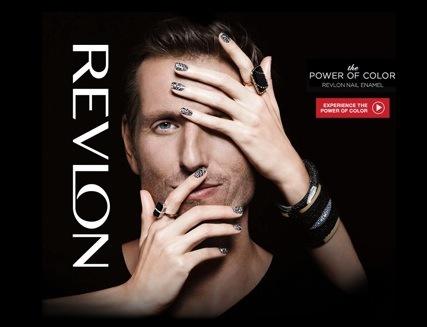 REVLON
the
POWER OF COLOR
REVLON NAIL ENAMEL
EXPERIENCE THE
POWER OF COLOR